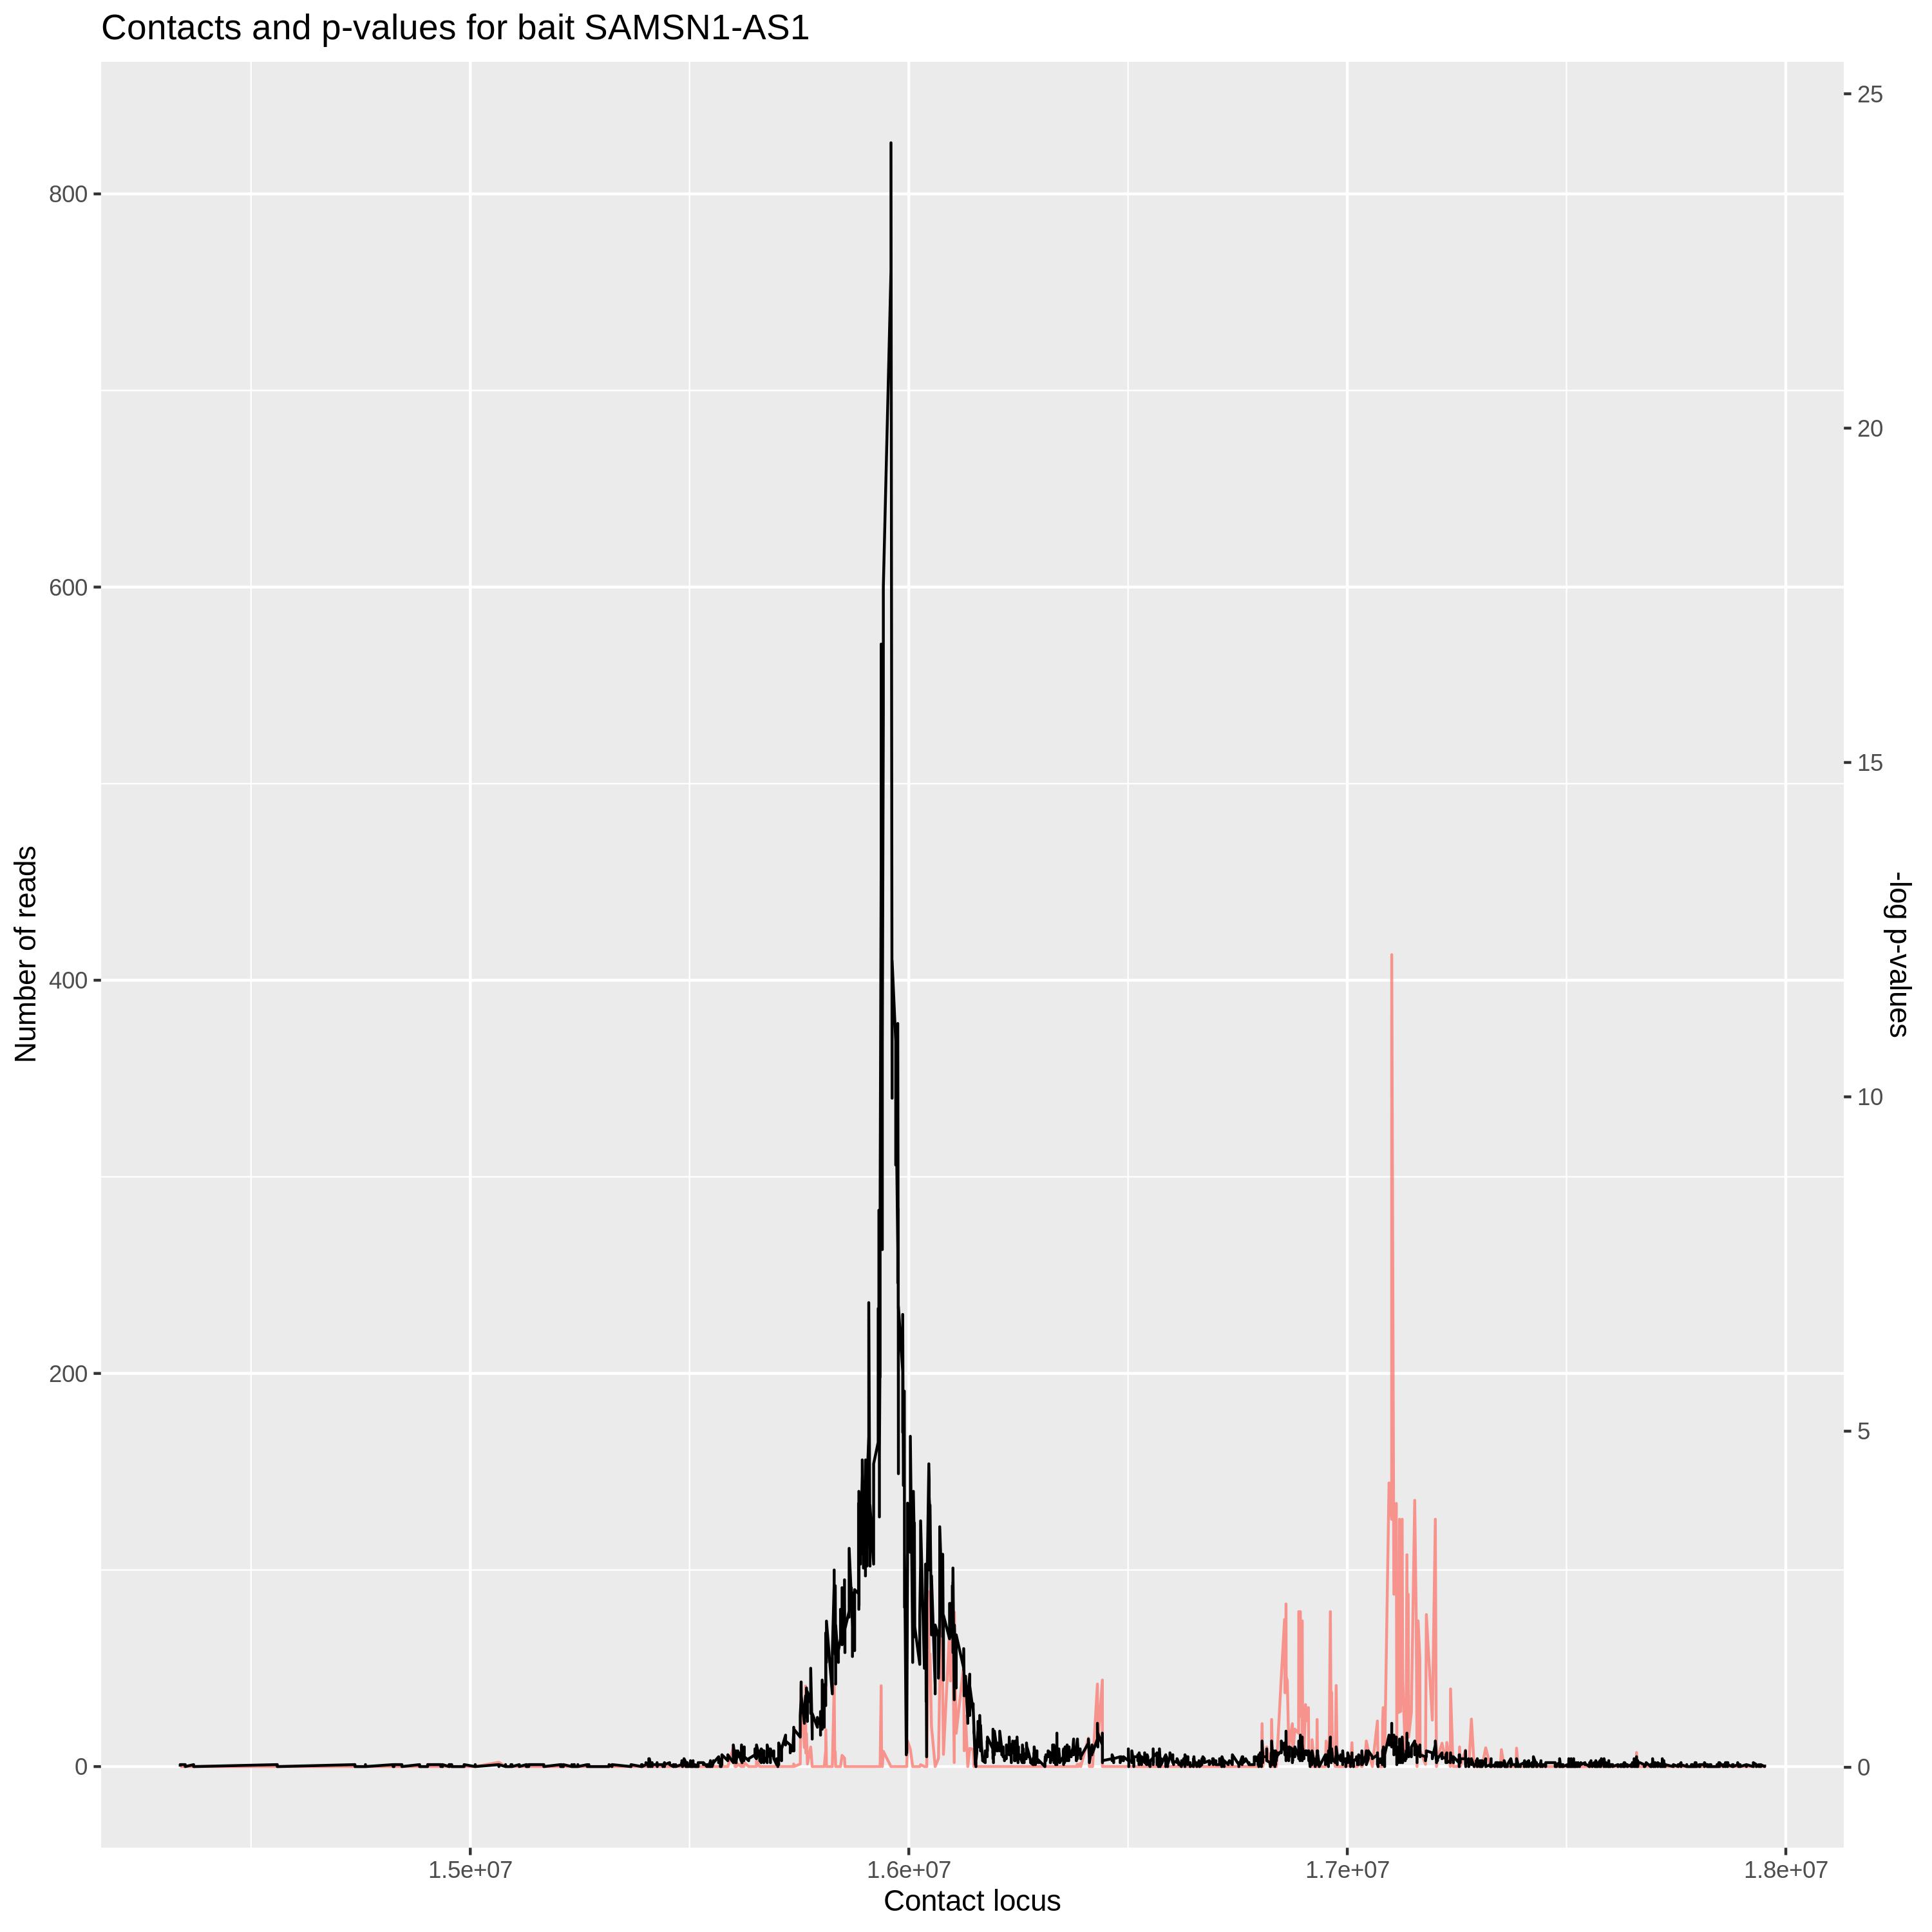 Contacts and p-values for bait SAMSN1-AS1
800
600
400
200
0
Number of reads
25
20
15
10
5
0
-log p-values
1.5e+07
1.6e+07
1.7e+07
1.8e+07
Contact locus